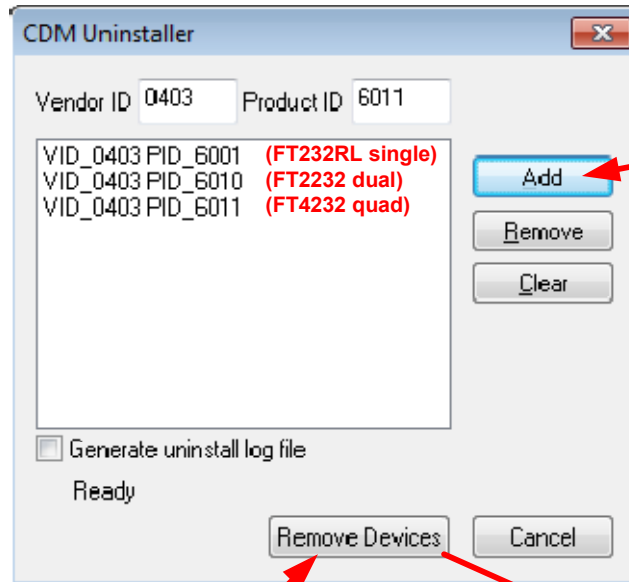 CDM Uninstaller
Vendor ID 0403 Product ID 6011
VID_0403 PID_6001 (FT232RL single)
VID_0403 PID_6010 (FT2232 dual)
VID_0403 PID_6011 (FT4232 quad)
Add
Remove
Clear
Generate uninstall log file
Ready
Remove Devices Cancel